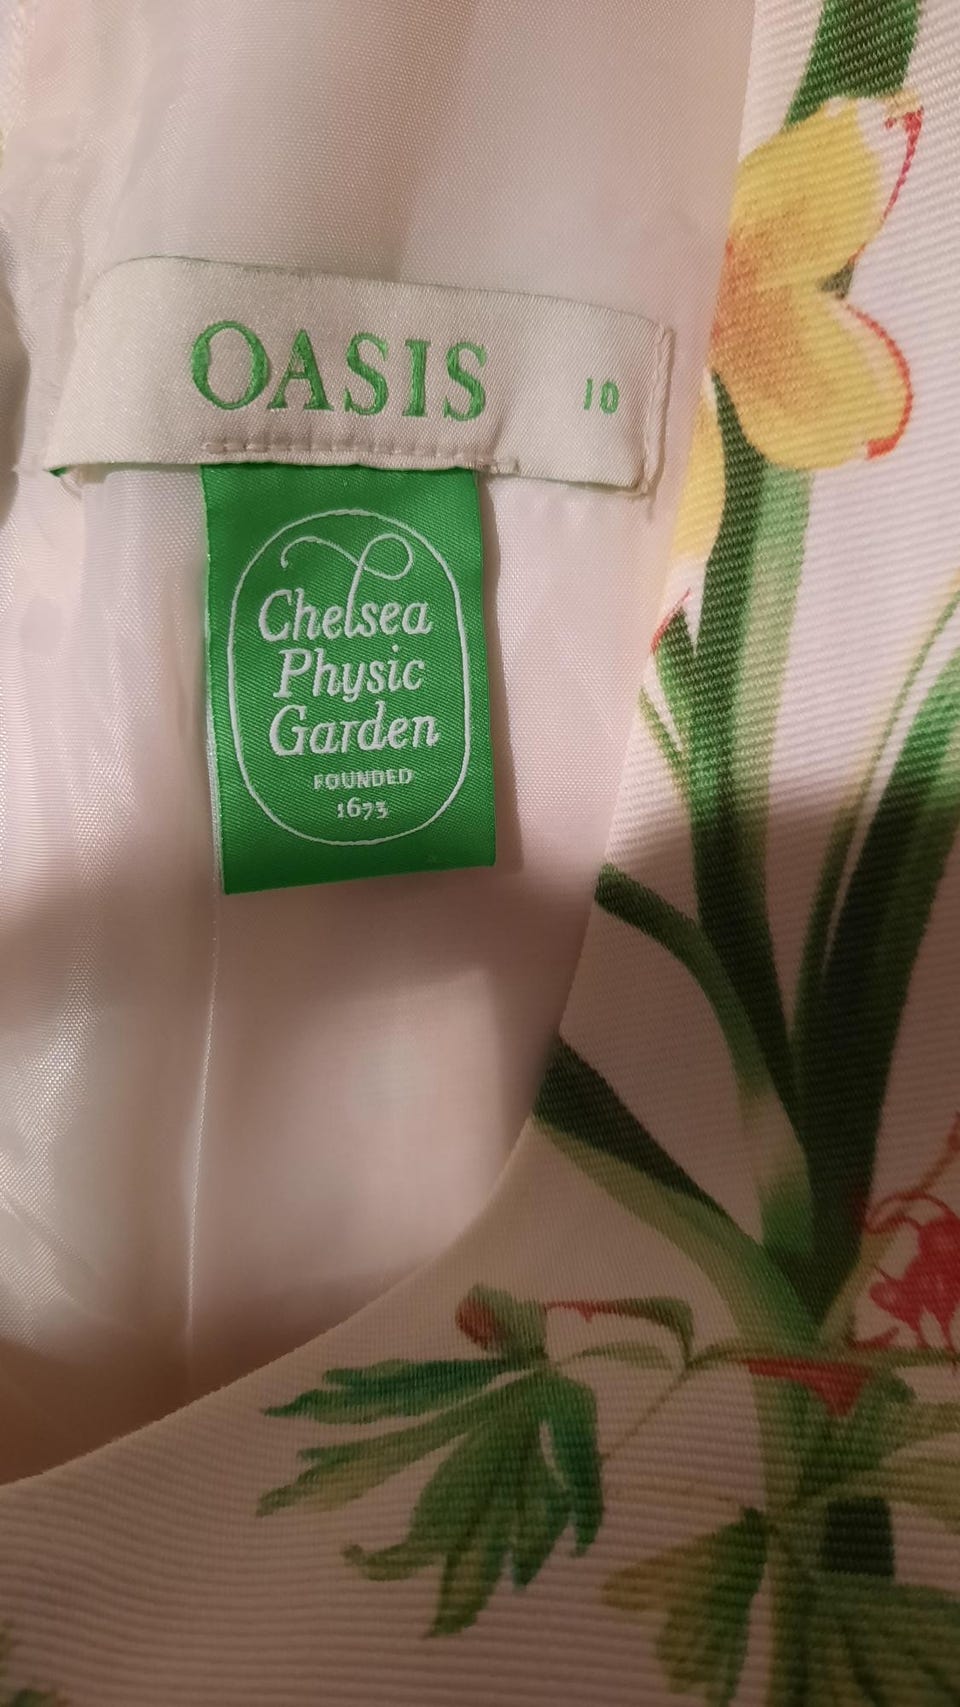 OASIS 10
Chelsea
Physic
Garden
FOUNDED
1673